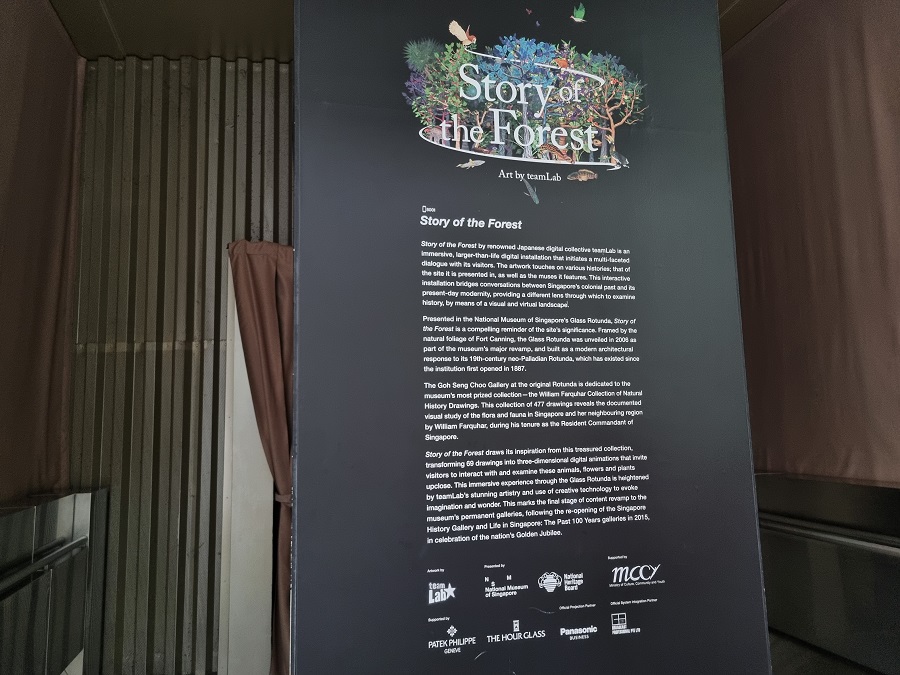 Story of
the Forest
Art by teamLab
Story of the Forest
Story of the Forest by renowned Japanese digital collective teamLab is an
immersive, larger-than-life digital installation that initiates a multi-faceted
dialogue with its visitors. The artwork touches on various histories; that of
the site it is presented in, as well as the muses it features. This interactive
installation bridges conversations between Singapore's colonial past and its
present-day modernity, providing a different lens through which to examine
history, by means of a visual and virtual landscape.
Presented in the National Museum of Singapore's Glass Rotunda, Story of
the Forest is a compelling reminder of the site's significance. Framed by the
natural foliage of Fort Canning, the Glass Rotunda was unveiled in 2006 as
part of the museum's major revamp, and built as a modern architectural
response to its 19th-century neo-Palladian Rotunda, which has existed since
the institution first opened in 1887.
The Goh Seng Choo Gallery at the original Rotunda is dedicated to the
museum's most prized collection—the William Farquhar Collection of Natural
History Drawings. This collection of 477 drawings reveals the documented
visual study of the flora and fauna in Singapore and her neighbouring region
by William Farquhar, during his tenure as the Resident Commandant of
Singapore.
Story of the Forest draws its inspiration from this treasured collection,
transforming 69 drawings into three-dimensional digital animations that invite
visitors to interact with and examine these animals, flowers and plants
upclose. This immersive experience through the Glass Rotunda is heightened
by teamLab's stunning artistry and use of creative technology to evoke
imagination and wonder. This marks the final stage of content revamp to the
museum's permanent galleries, following the re-opening of the Singapore
History Gallery and Life in Singapore: The Past 100 Years galleries in 2015,
in celebration of the nation's Golden Jubilee.
Artwork by
Presented by
Supported by
team
Lab
N M
S
National Museum
of Singapore
National
Heritage
Board
mccy
Ministry of Culture, Community and Youth
Supported by
Official Projection Partner
Official System Integration Partner
PATEK PHILIPPE
GENEVE
THE HOUR GLASS
Panasonic
BUSINESS